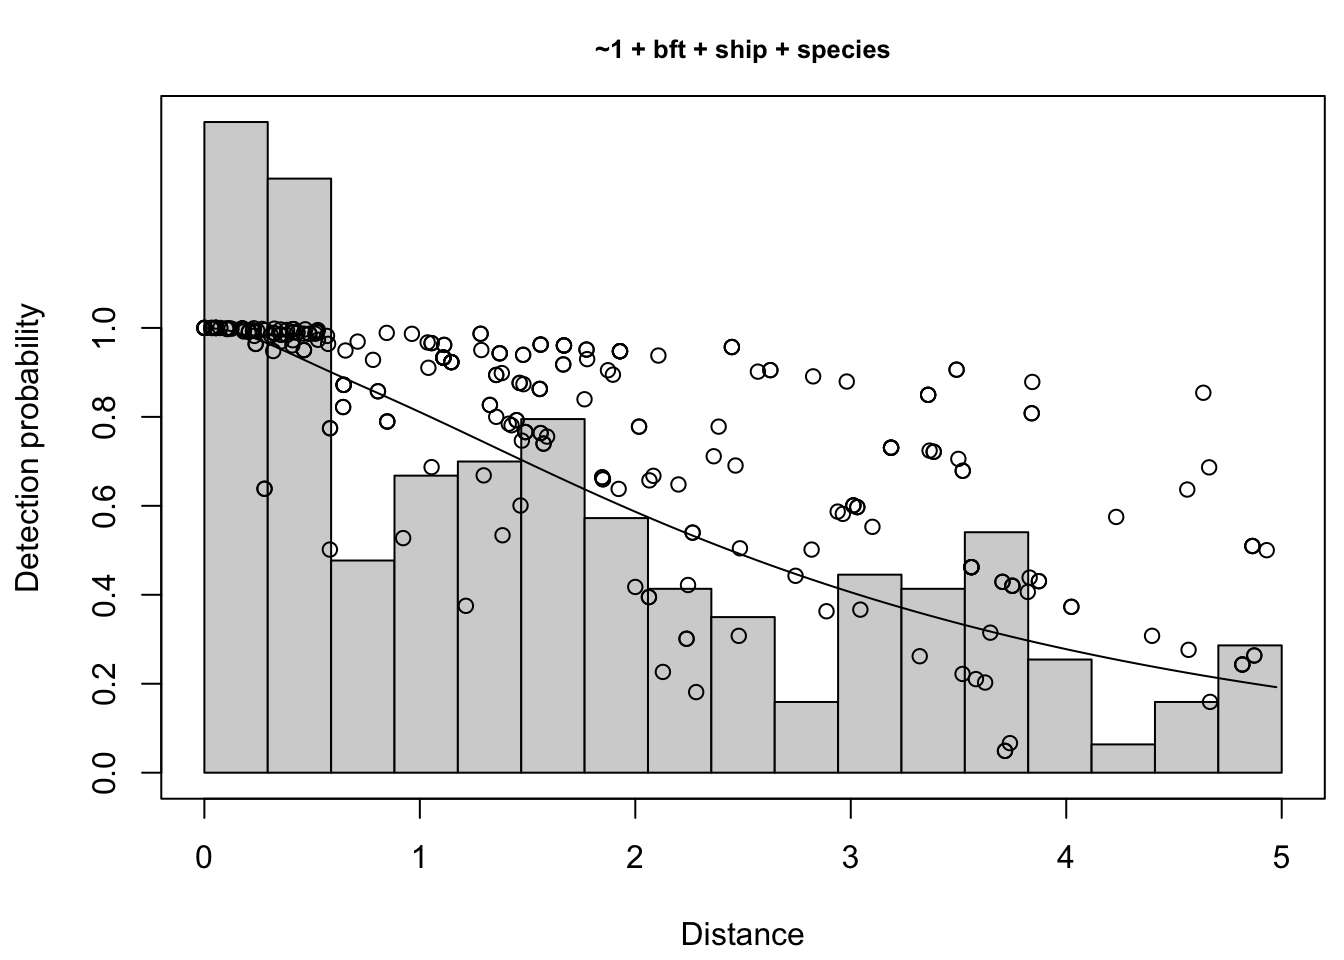 ~1 + bft + ship + species
Detection probability
1.0
0.8
0.6
0.4
0.2
0.0
0 1 2 3 4 5
Distance